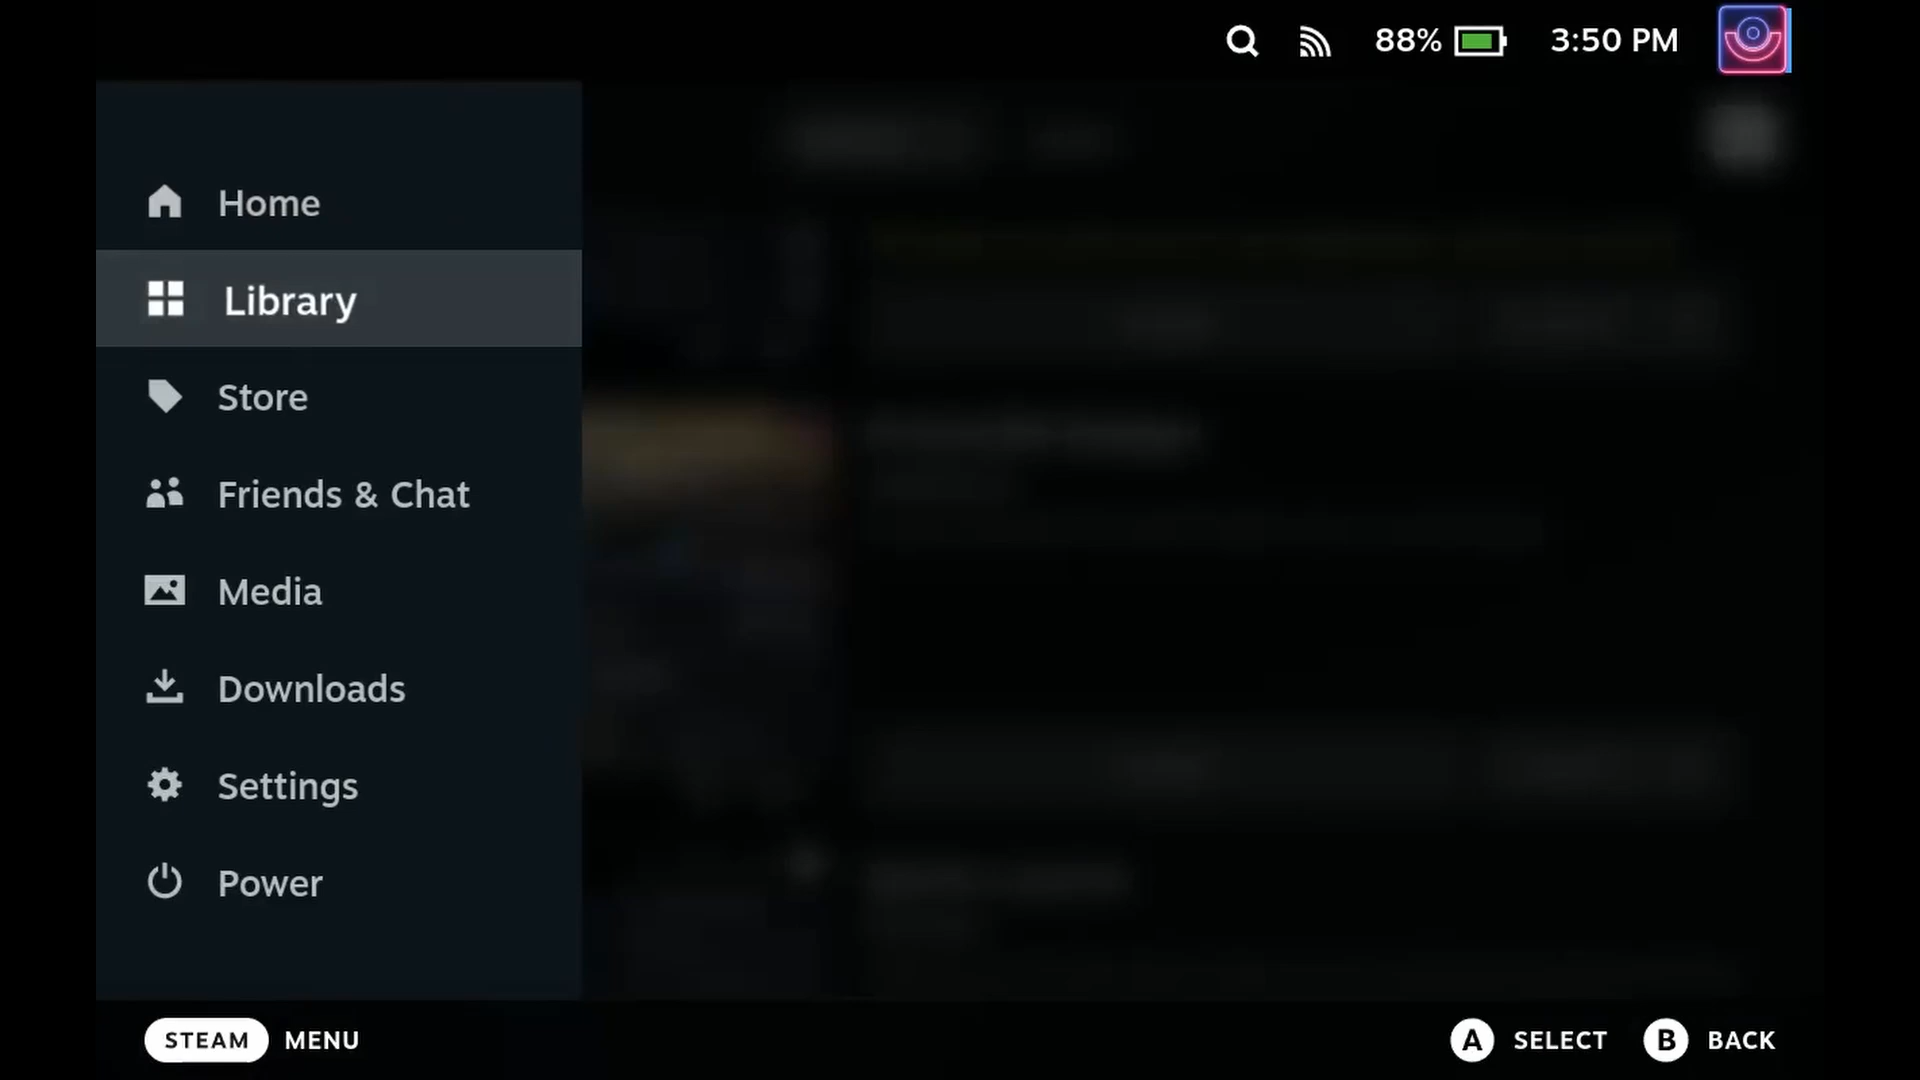 88% 3:50 PM
Home
Library
Store
Friends & Chat
Media
Downloads
Settings
Power
STEAM MENU
A SELECT B BACK